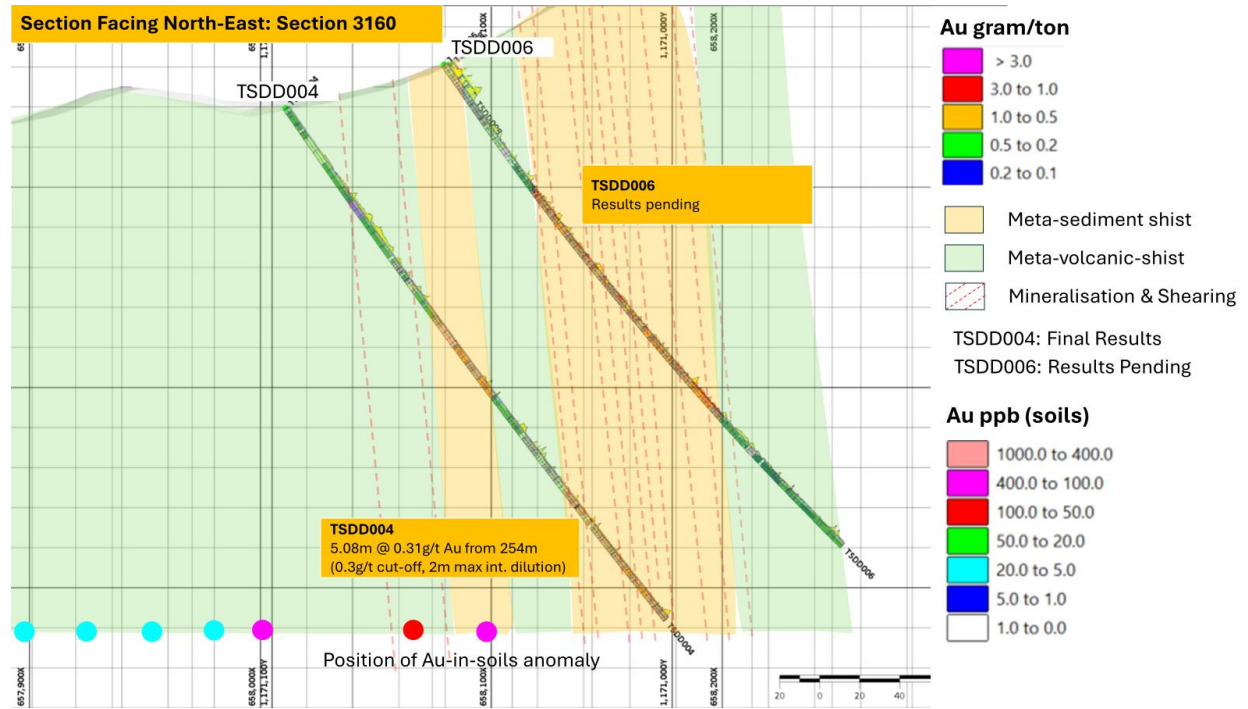 Section Facing North-East: Section 3160
TSDD006
TSDD004
100X
1,171,000Y
658,200X
TSDD006
Results pending
TSDD004
5.08m @ 0.31g/t Au from 254m
(0.3g/t cut-off, 2m max int. dilution)
TSDD006
TSDD004
Position of Au-in-soils anomaly
657,900X
658,000X
1,171,100Y
658,100X
1,171,000Y
658,200X
20 0 20 40
Au gram/ton
> 3.0
3.0 to 1.0
1.0 to 0.5
0.5 to 0.2
0.2 to 0.1
Meta-sediment shist
Meta-volcanic-shist
Mineralisation & Shearing
TSDD004: Final Results
TSDD006: Results Pending
Au ppb (soils)
1000.0 to 400.0
400.0 to 100.0
100.0 to 50.0
50.0 to 20.0
20.0 to 5.0
5.0 to 1.0
1.0 to 0.0